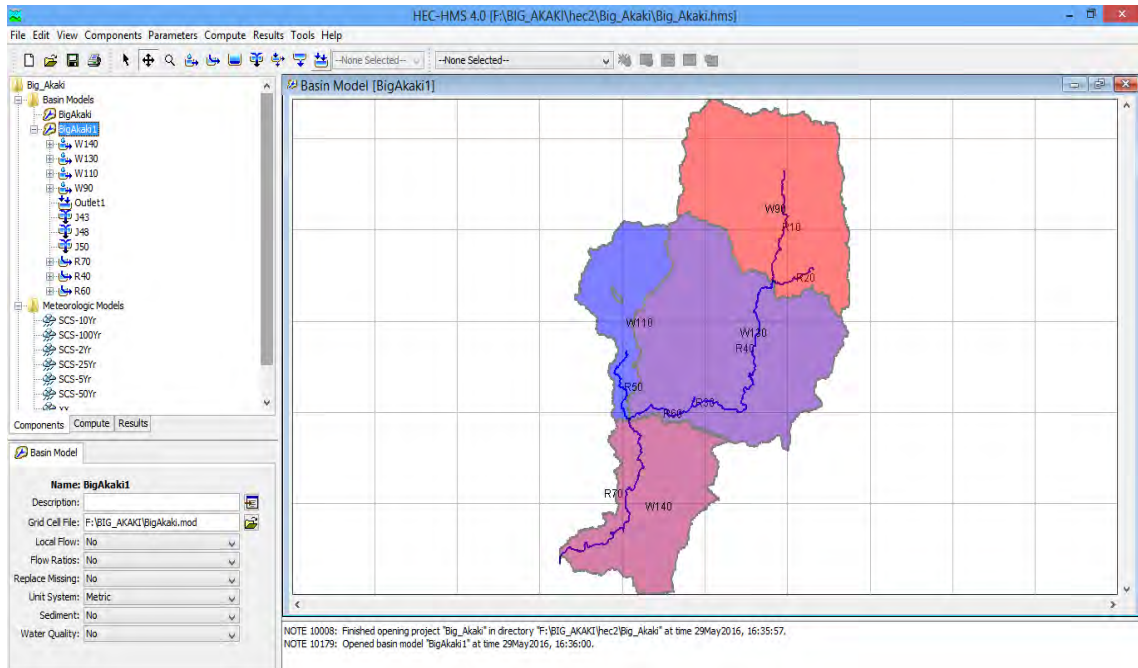 HEC-HMS 4.0 [F:\BIG_AKAKI\hec2\Big_Akaki\Big_Akaki.hms]
File Edit View Components Parameters Compute Results Tools Help
--None Selected-- --None Selected--
Big_Akaki
Basin Models
BigAkaki
BigAkaki1
W140
W130
W110
W90
Outlet1
J43
J48
J50
R70
R40
R60
Meteorologic Models
SCS-10Yr
SCS-100Yr
SCS-2Yr
SCS-25Yr
SCS-5Yr
SCS-50Yr
Components Compute Results
Basin Model
Name: BigAkaki1
Description:
Grid Cell File: F:\BIG_AKAKI\BigAkaki.mod
Local Flow: No
Flow Ratios: No
Replace Missing: No
Unit System: Metric
Sediment: No
Water Quality: No
Basin Model [BigAkaki1]
W90
R10
R20
W110
W130
R40
R50
R60 R30
R70
W140
NOTE 10008: Finished opening project "Big_Akaki" in directory "F:\BIG_AKAKI\hec2\Big_Akaki" at time 29May2016, 16:35:57.
NOTE 10179: Opened basin model "BigAkaki1" at time 29May2016, 16:36:00.